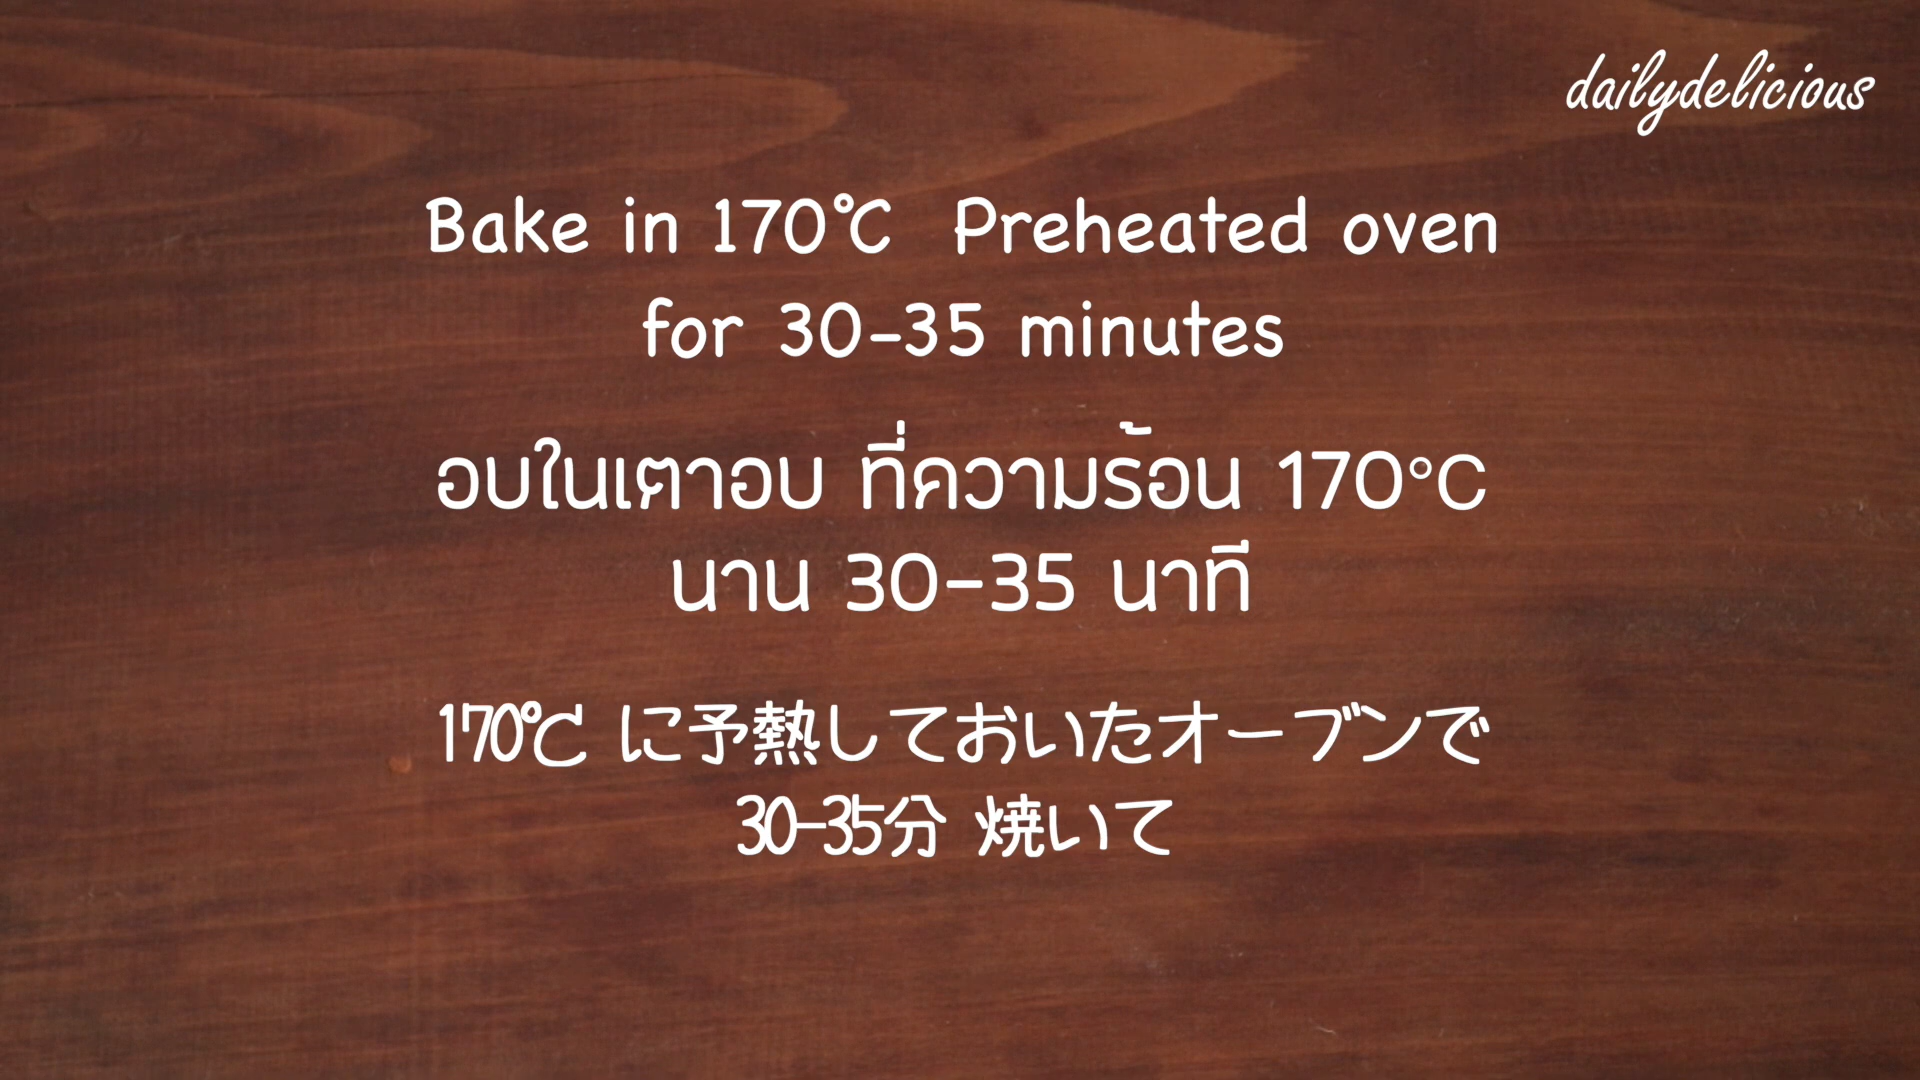 dailydelicious
Bake in 170℃  Preheated oven
for 30-35 minutes
อบในเตาอบ ที่ความร้อน 170°C
นาน 30-35 นาที
170℃ に予熱しておいたオーブンで
30-35分 焼いて